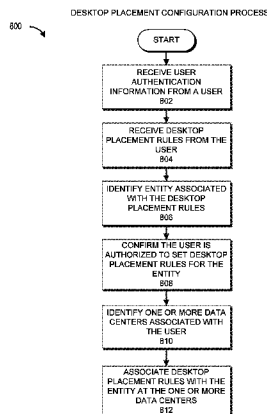 DESKTOP PLACEMENT CONFIGURATION PROCESS
800
START
RECEIVE USER
AUTHENTICATION
INFORMATION FROM A USER
802
RECEIVE DESKTOP
PLACEMENT RULES FROM THE
USER
804
IDENTIFY ENTITY ASSOCIATED
WITH THE DESKTOP
PLACEMENT RULES
806
CONFIRM THE USER IS
AUTHORIZED TO SET DESKTOP
PLACEMENT RULES FOR THE
ENTITY
808
IDENTIFY ONE OR MORE DATA
CENTERS ASSOCIATED WITH
THE USER
810
ASSOCIATE DESKTOP
PLACEMENT RULES WITH THE
ENTITY AT THE ONE OR MORE
DATA CENTERS
812